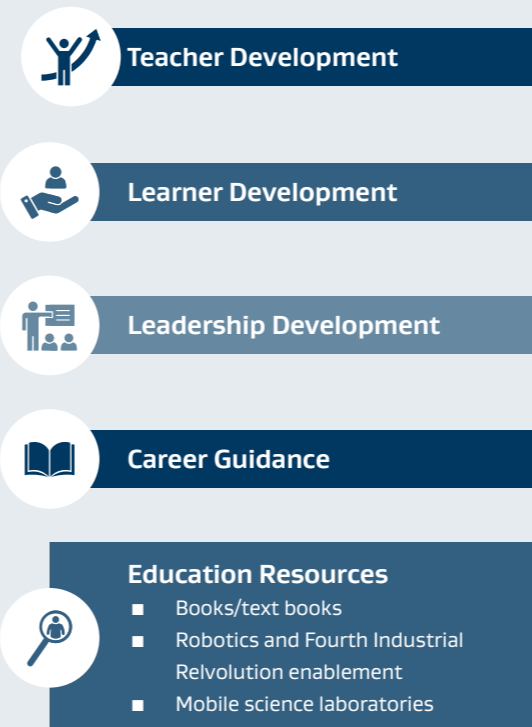 Teacher Development
Learner Development
Leadership Development
Career Guidance
Education Resources
■ Books/text books
■ Robotics and Fourth Industrial
Relvolution enablement
■ Mobile science laboratories